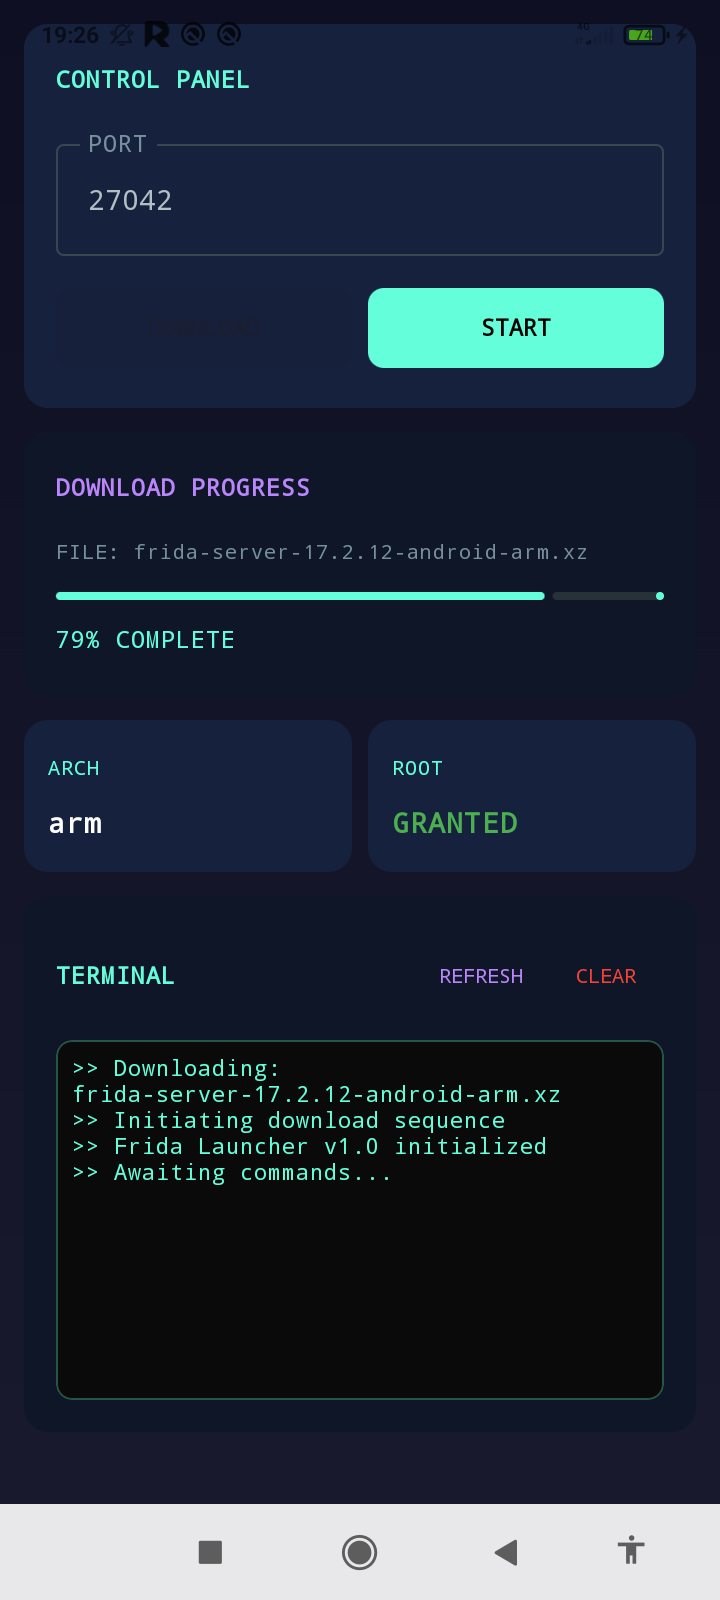 19:26
4G
74
CONTROL PANEL
PORT
27042
DOWNLOAD
START
DOWNLOAD PROGRESS
FILE: frida-server-17.2.12-android-arm.xz
79% COMPLETE
ARCH
ROOT
arm
GRANTED
TERMINAL
REFRESH
CLEAR
>> Downloading:
frida-server-17.2.12-android-arm.xz
>> Initiating download sequence
>> Frida Launcher v1.0 initialized
>> Awaiting commands...